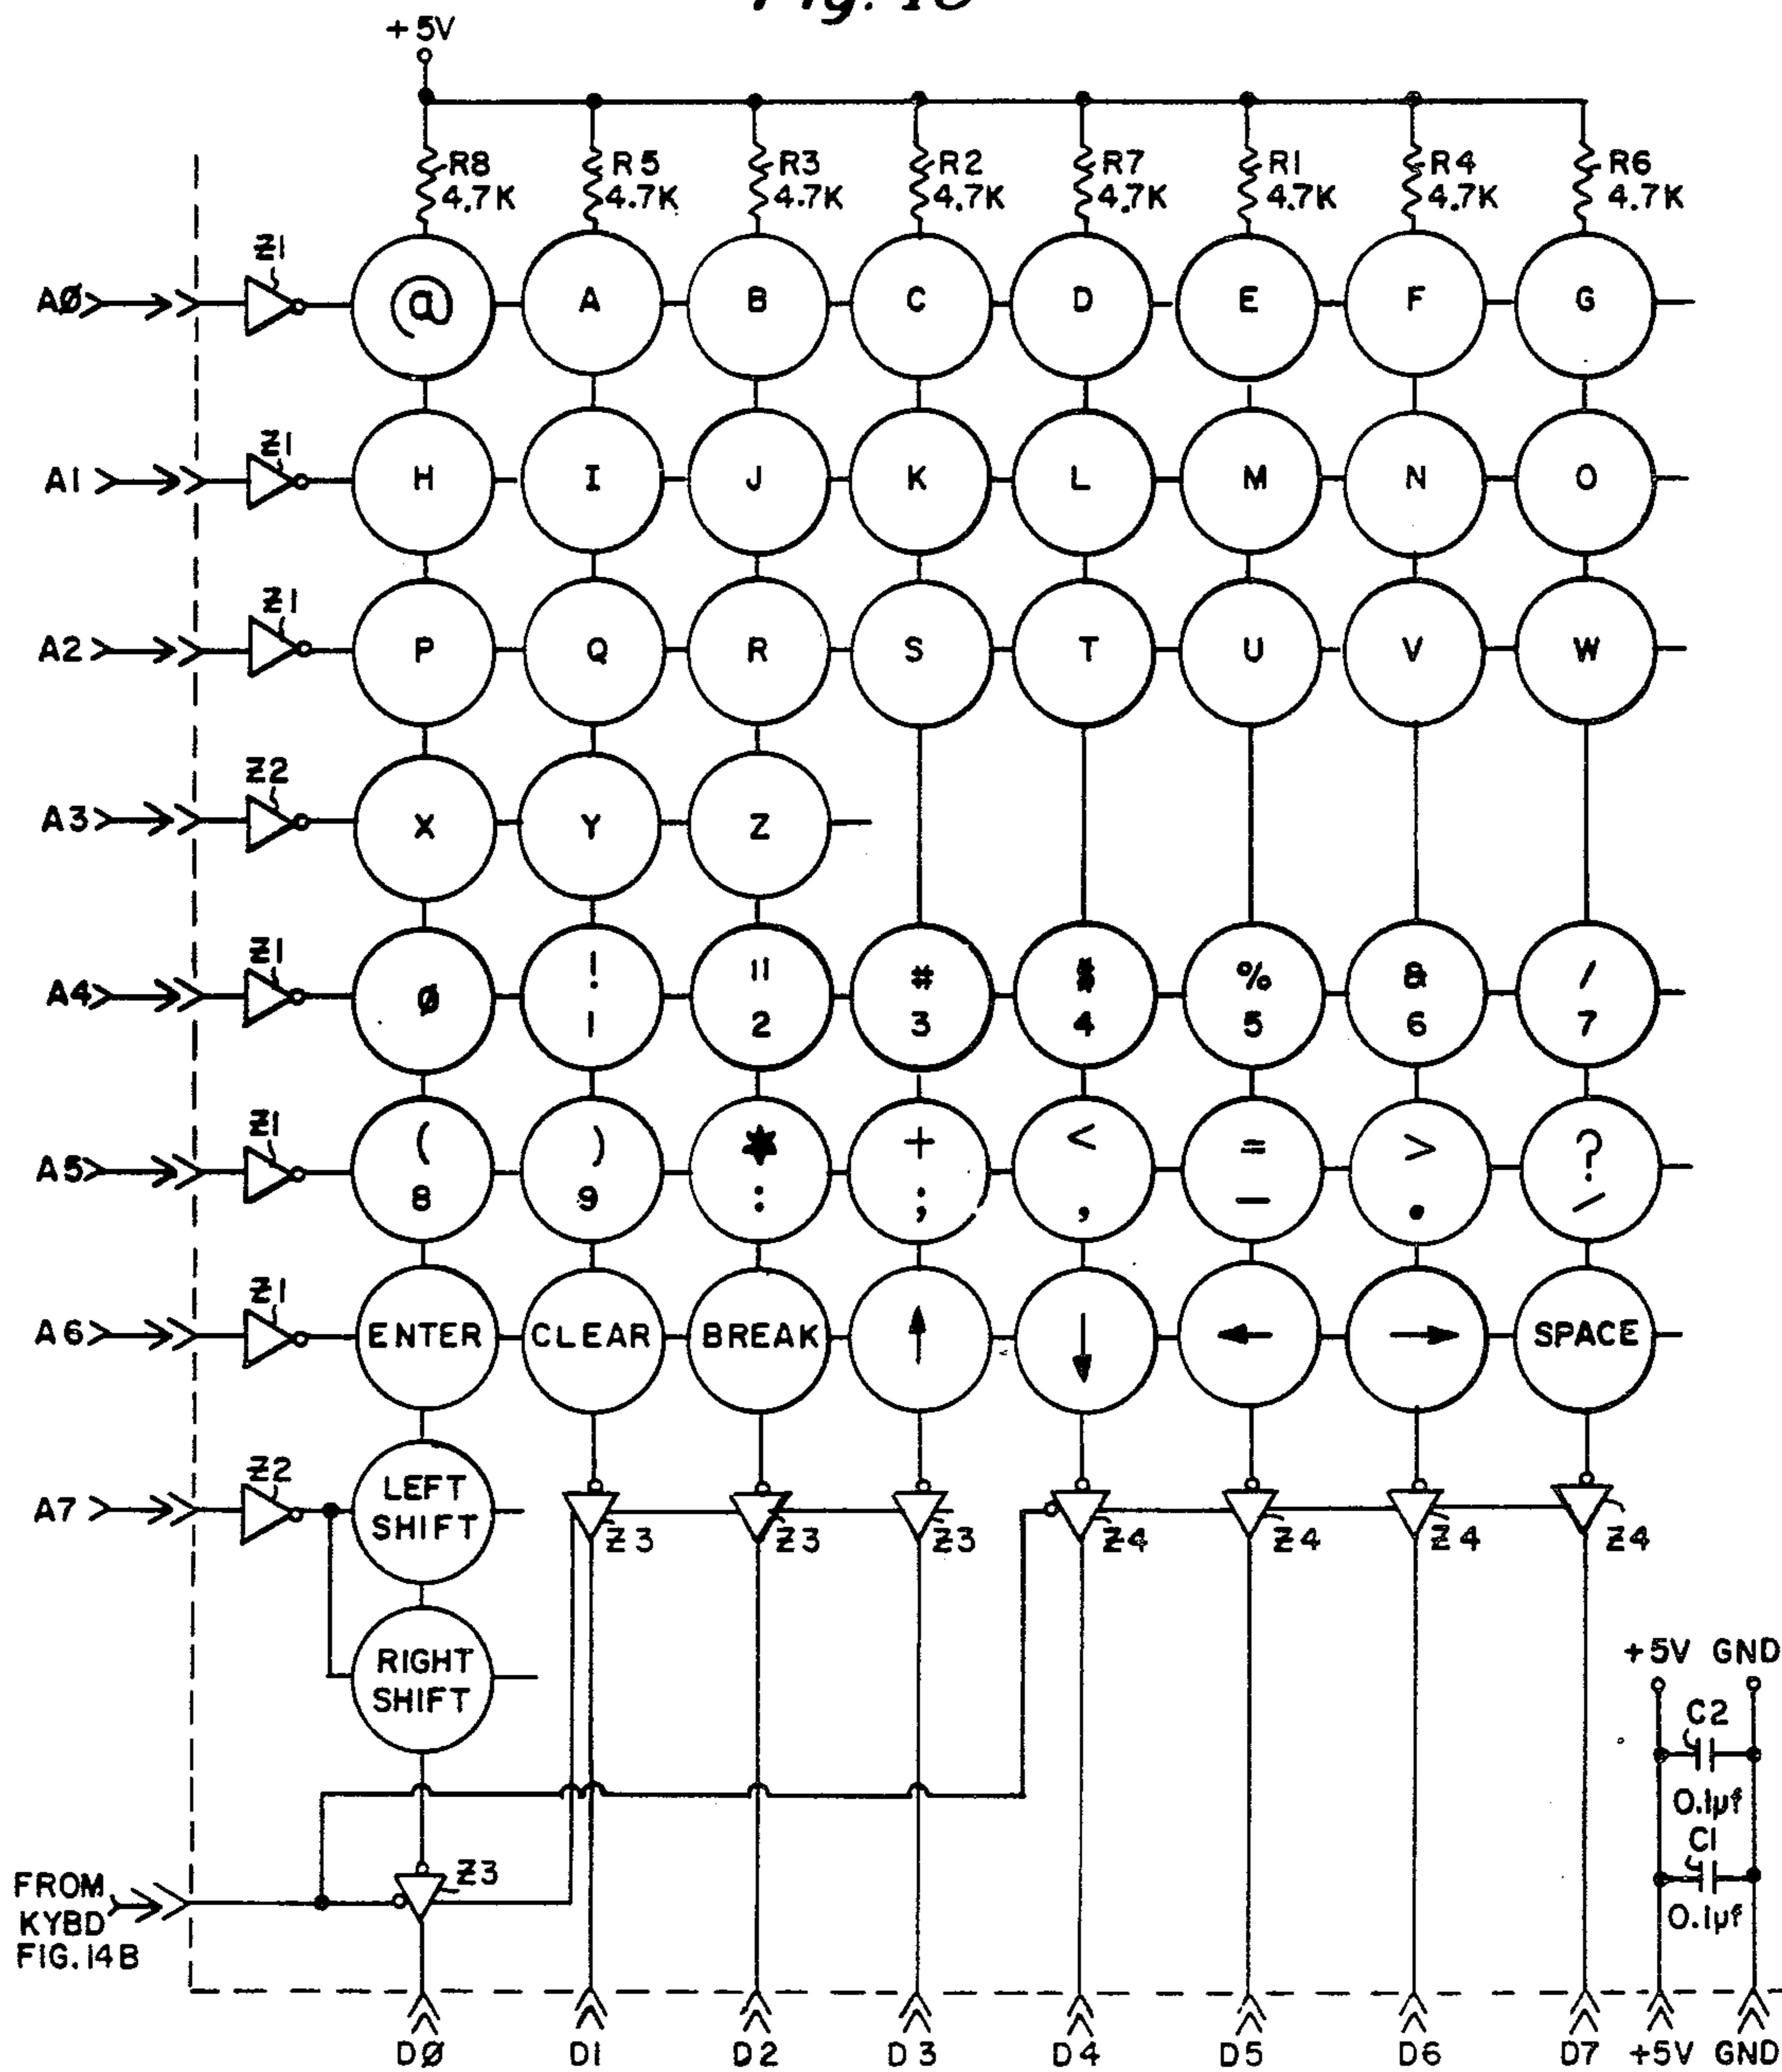 Fig. 18
+5V
R8 R5 R3 R2 R7 R1 R4 R6
4.7K 4.7K 4.7K 4.7K 4.7K 4.7K 4.7K 4.7K
Z1
AØ @ A B C D E F G
Z1
A1 H I J K L M N O
Z1
A2 P Q R S T U V W
Z2
A3 X Y Z
Z1
! " # $ % & /
A4 Ø 1 2 3 4 5 6 7
Z1
( ) * + < = > ?
A5 8 9 : ; , - . /
Z1
A6 ENTER CLEAR BREAK ↑ ↓ ← → SPACE
Z2
A7 LEFT
SHIFT
Z3 Z3 Z3 Z4 Z4 Z4 Z4
RIGHT
SHIFT
+5V GND
C2
0.1µf
C1
0.1µf
Z3
FROM
KYBD
FIG.14B
DØ D1 D2 D3 D4 D5 D6 D7 +5V GND